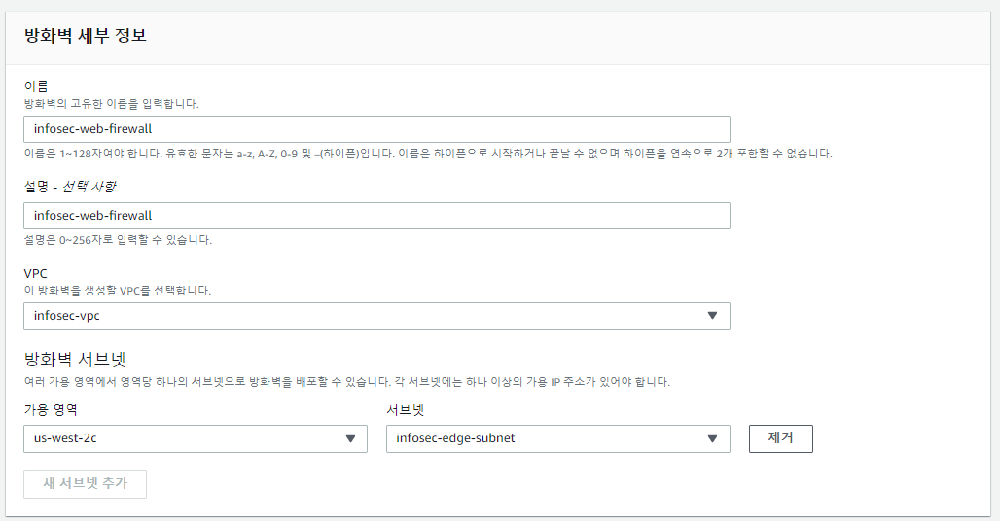 방화벽 세부 정보
이름
방화벽의 고유한 이름을 입력합니다.
infosec-web-firewall
이름은 1~128자여야 합니다. 유효한 문자는 a-z, A-Z, 0-9 및 –(하이픈)입니다. 이름은 하이픈으로 시작하거나 끝날 수 없으며 하이픈을 연속으로 2개 포함할 수 없습니다.
설명 - 선택 사항
infosec-web-firewall
설명은 0~256자로 입력할 수 있습니다.
VPC
이 방화벽을 생성할 VPC를 선택합니다.
infosec-vpc
방화벽 서브넷
여러 가용 영역에서 영역당 하나의 서브넷으로 방화벽을 배포할 수 있습니다. 각 서브넷에는 하나 이상의 가용 IP 주소가 있어야 합니다.
가용 영역 서브넷
us-west-2c infosec-edge-subnet 제거
새 서브넷 추가